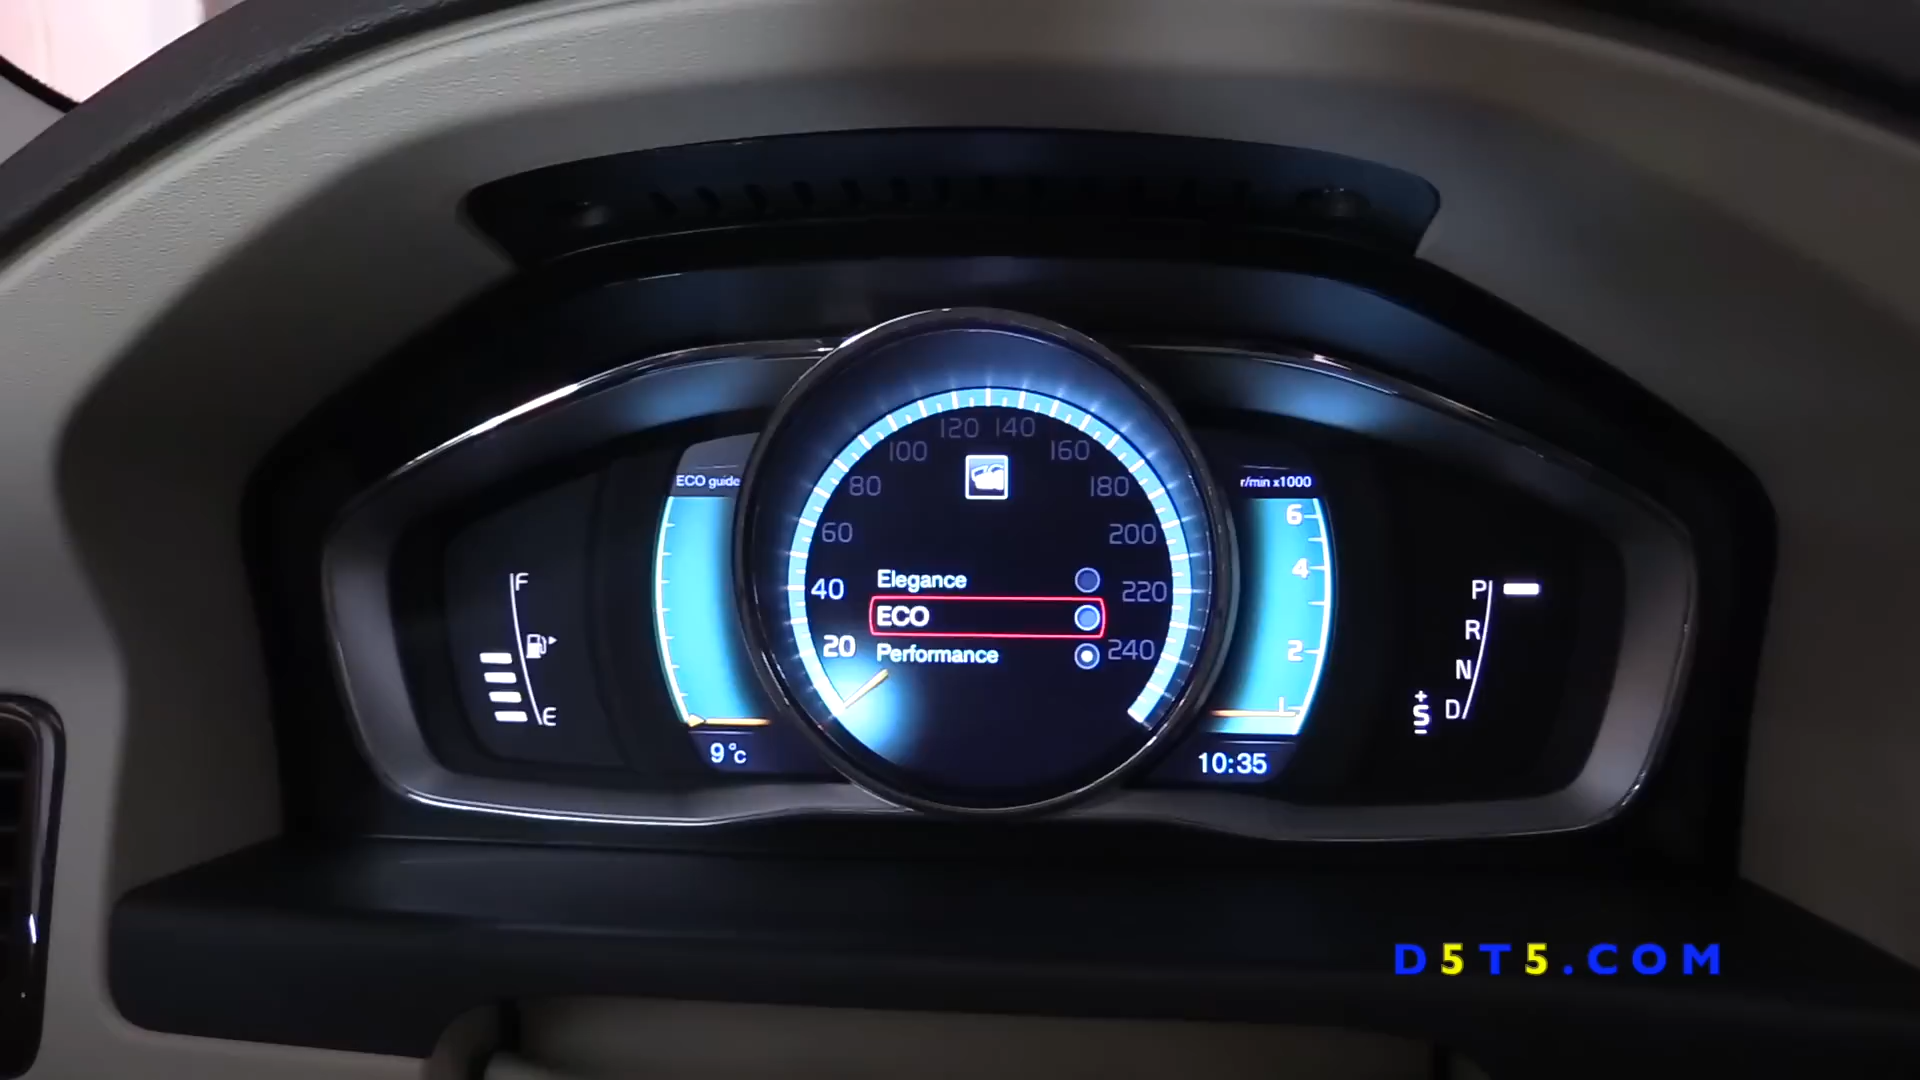 120 140
100 160
80 180
60 200
40 220
20 240
ECO guide
r/min x1000
6
4
2
Elegance
ECO
Performance
F
E
P
R
N
D
+
S
-
9°C
10:35
D5T5.COM